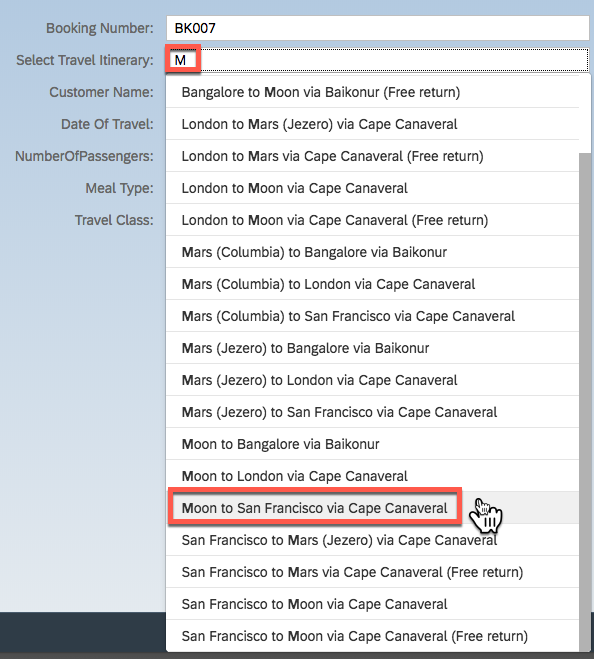 Booking Number: BK007
Select Travel Itinerary: M
Customer Name:
Date Of Travel:
NumberOfPassengers:
Meal Type:
Travel Class:
Bangalore to Moon via Baikonur (Free return)
London to Mars (Jezero) via Cape Canaveral
London to Mars via Cape Canaveral (Free return)
London to Moon via Cape Canaveral
London to Moon via Cape Canaveral (Free return)
Mars (Columbia) to Bangalore via Baikonur
Mars (Columbia) to London via Cape Canaveral
Mars (Columbia) to San Francisco via Cape Canaveral
Mars (Jezero) to Bangalore via Baikonur
Mars (Jezero) to London via Cape Canaveral
Mars (Jezero) to San Francisco via Cape Canaveral
Moon to Bangalore via Baikonur
Moon to London via Cape Canaveral
Moon to San Francisco via Cape Canaveral
San Francisco to Mars (Jezero) via Cape Canaveral
San Francisco to Mars via Cape Canaveral (Free return)
San Francisco to Moon via Cape Canaveral
San Francisco to Moon via Cape Canaveral (Free return)